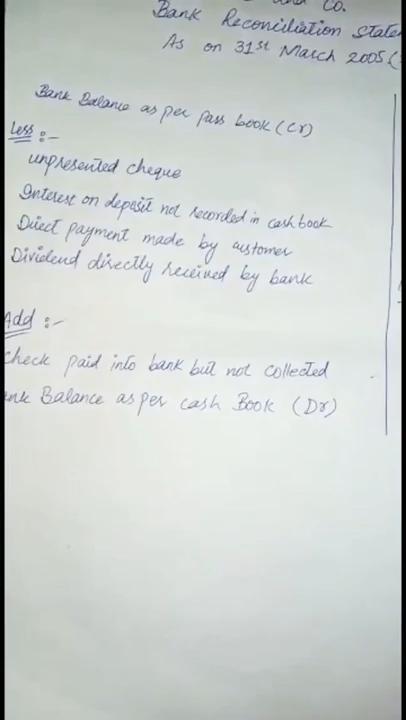 Co.
Bank Reconciliation State
As on 31st March 2005 (
Bank Balance as per pass book (Cr)
Less :-
unpresented cheque
Interest on deposit not recorded in cash book
Direct payment made by customer
Dividend directly received by bank
Add :-
check paid into bank but not collected
nk Balance as per cash Book (Dr)